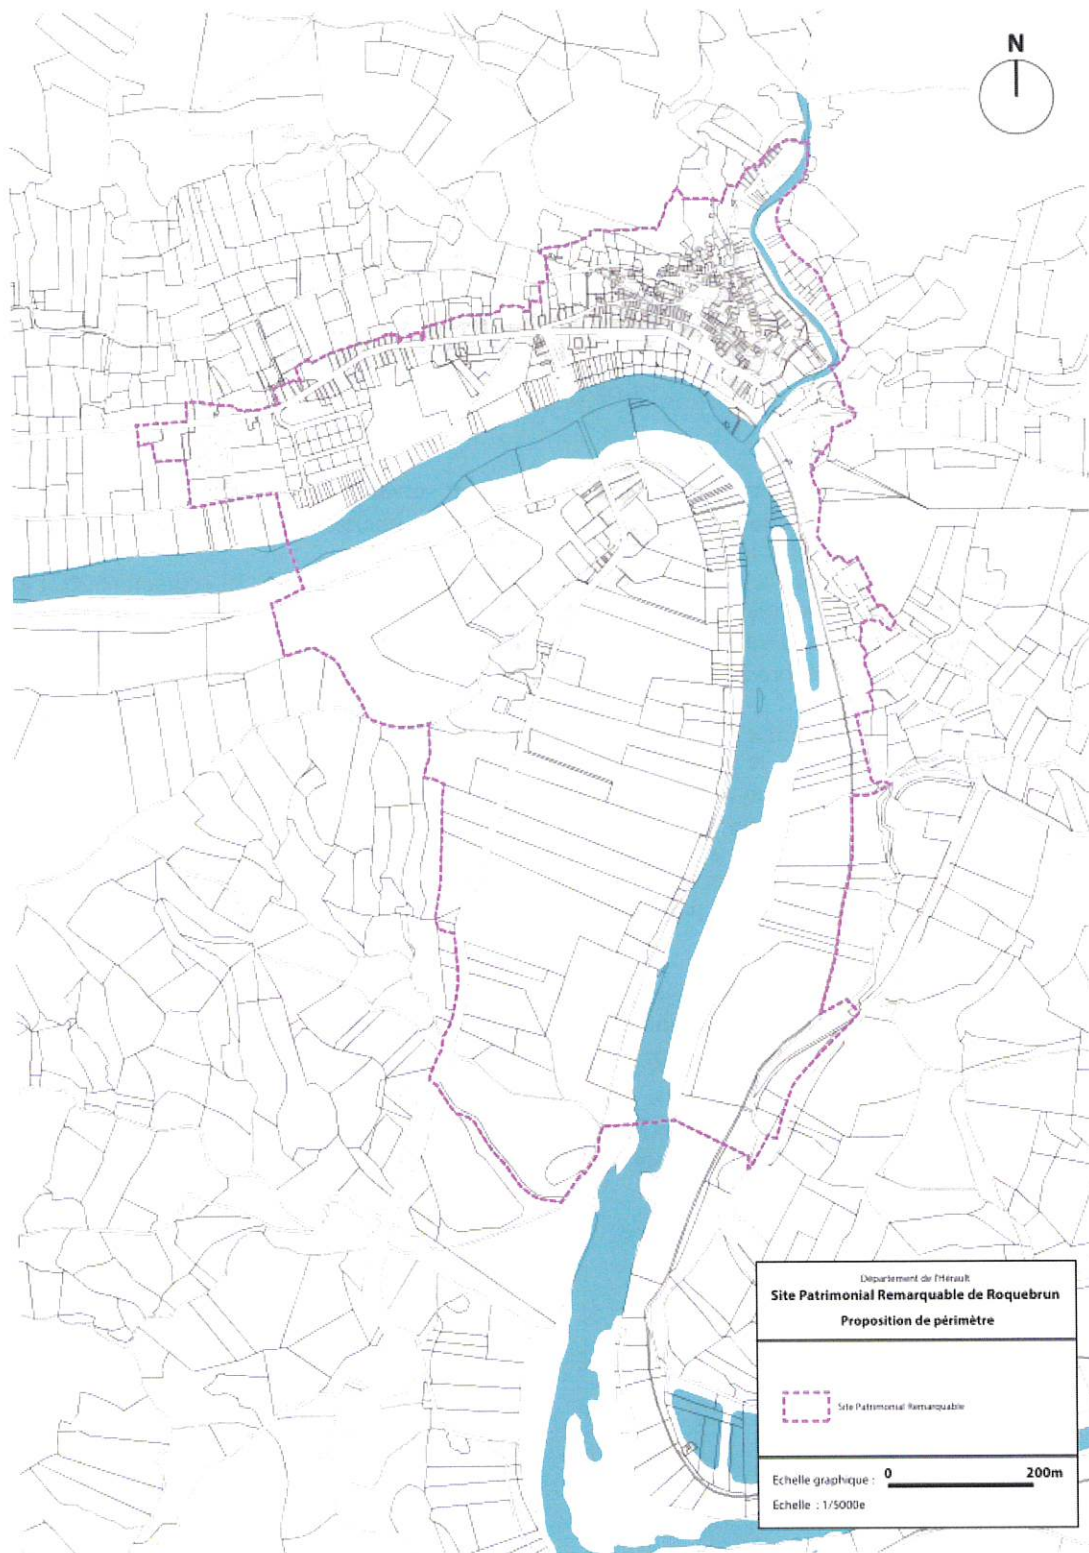 N
Département de l'Hérault
Site Patrimonial Remarquable de Roquebrun
Proposition de périmètre
Site Patrimonial Remarquable
Echelle graphique : 0 200m
Echelle : 1/5000e